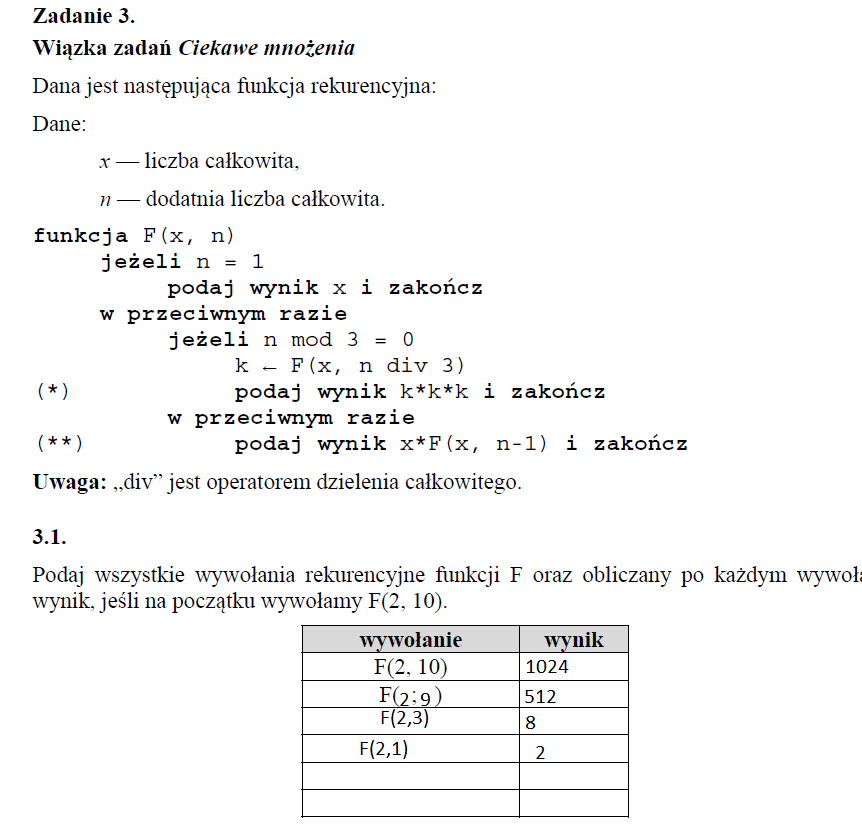 Zadanie 3.
Wiązka zadań Ciekawe mnożenia
Dana jest następująca funkcja rekurencyjna:
Dane:
x — liczba całkowita,
n — dodatnia liczba całkowita.
funkcja F(x, n)
jeżeli n = 1
podaj wynik x i zakończ
w przeciwnym razie
jeżeli n mod 3 = 0
k ← F(x, n div 3)
(*) podaj wynik k*k*k i zakończ
w przeciwnym razie
(**) podaj wynik x*F(x, n-1) i zakończ
Uwaga: „div” jest operatorem dzielenia całkowitego.
3.1.
Podaj wszystkie wywołania rekurencyjne funkcji F oraz obliczany po każdym
wynik, jeśli na początku wywołamy F(2, 10).
wywołanie wynik
F(2, 10) 1024
F(2;9) 512
F(2,3) 8
F(2,1) 2